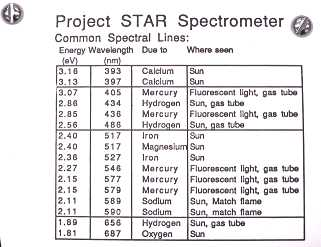 Project STAR Spectrometer
Common Spectral Lines:
Energy Wavelength Due to Where seen
(eV) (nm)
3.16 393 Calcium Sun
3.13 397 Calcium Sun
3.07 405 Mercury Fluorescent light, gas tube
2.86 434 Hydrogen Sun, gas tube
2.85 436 Mercury Fluorescent light, gas tube
2.56 486 Hydrogen Sun, gas tube
2.40 517 Iron Sun
2.40 517 Magnesium Sun
2.36 527 Iron Sun
2.27 546 Mercury Fluorescent light, gas tube
2.15 577 Mercury Fluorescent light, gas tube
2.15 579 Mercury Fluorescent light, gas tube
2.11 589 Sodium Sun, Match flame
2.11 590 Sodium Sun, match flame
1.89 656 Hydrogen Sun, gas tube
1.81 687 Oxygen Sun